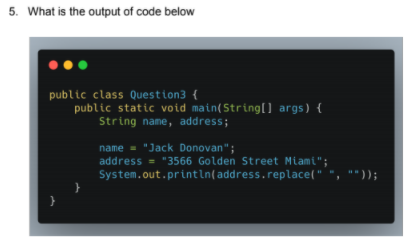 5. What is the output of code below
public class Question3 {
public static void main(String[] args) {
String name, address;
name = "Jack Donovan";
address = "3566 Golden Street Miami";
System.out.println(address.replace(" ", ""));
}
}